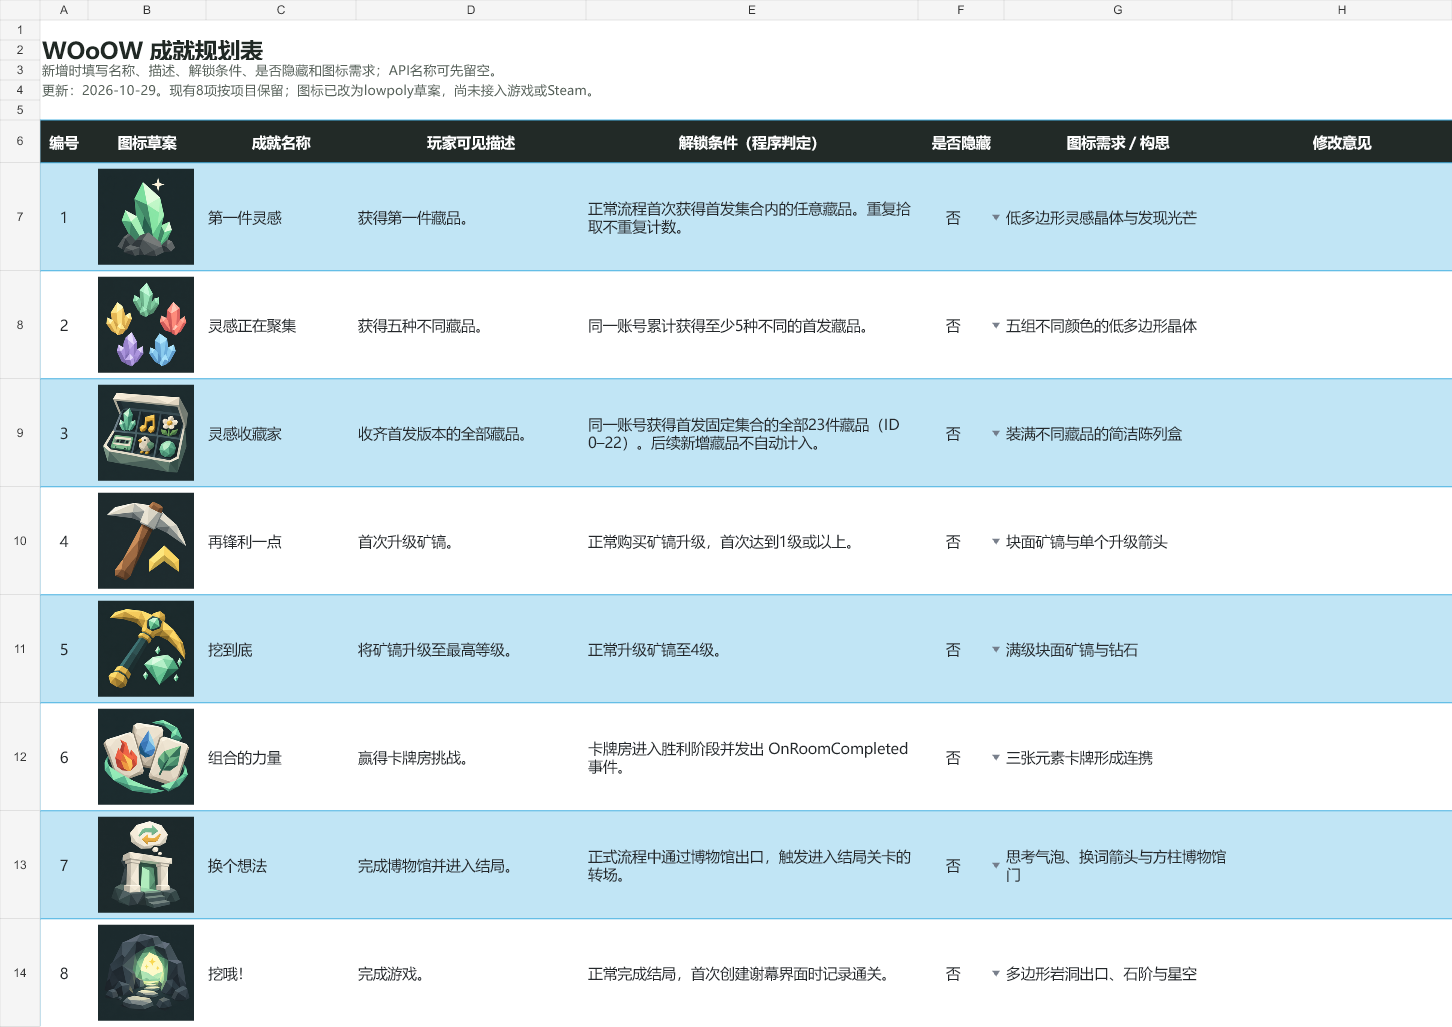 A B C D E F G H
1
2 WOoOW 成就规划表
3 新增时填写名称、描述、解锁条件、是否隐藏和图标需求；API名称可先留空。
4 更新：2026-10-29。现有8项按项目保留；图标已改为lowpoly草案，尚未接入游戏或Steam。
5
6 编号 图标草案 成就名称 玩家可见描述 解锁条件（程序判定） 是否隐藏 图标需求 / 构思 修改意见
7 1 第一件灵感 获得第一件藏品。 正常流程首次获得首发集合内的任意藏品。重复拾 否 低多边形灵感晶体与发现光芒
取不重复计数。
8 2 灵感正在聚集 获得五种不同藏品。 同一账号累计获得至少5种不同的首发藏品。 否 五组不同颜色的低多边形晶体
9 3 灵感收藏家 收齐首发版本的全部藏品。 同一账号获得首发固定集合的全部23件藏品（ID 否 装满不同藏品的简洁陈列盒
0–22）。后续新增藏品不自动计入。
10 4 再锋利一点 首次升级矿镐。 正常购买矿镐升级，首次达到1级或以上。 否 块面矿镐与单个升级箭头
11 5 挖到底 将矿镐升级至最高等级。 正常升级矿镐至4级。 否 满级块面矿镐与钻石
12 6 组合的力量 赢得卡牌房挑战。 卡牌房进入胜利阶段并发出 OnRoomCompleted 否 三张元素卡牌形成连携
事件。
13 7 换个想法 完成博物馆并进入结局。 正式流程中通过博物馆出口，触发进入结局关卡的 否 思考气泡、换词箭头与方柱博物馆
转场。 门
14 8 挖哦！ 完成游戏。 正常完成结局，首次创建谢幕界面时记录通关。 否 多边形岩洞出口、石阶与星空